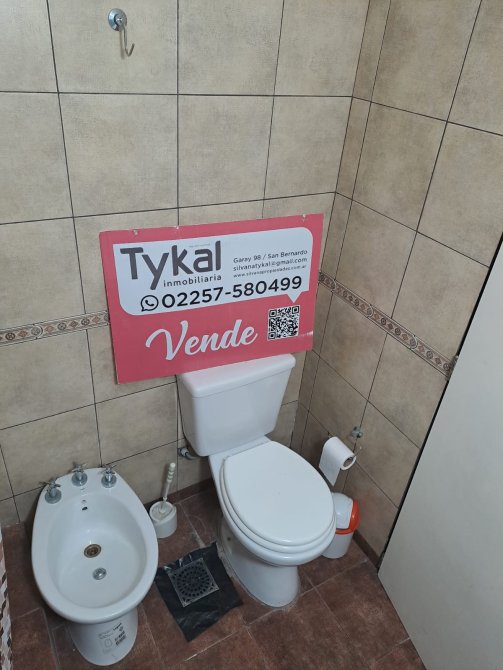 Tykal
inmobiliaria
Garay 98 / San Bernardo
silvanatykal@gmail.com
www.silvanapropiedades.com.ar
02257-580499
Vende